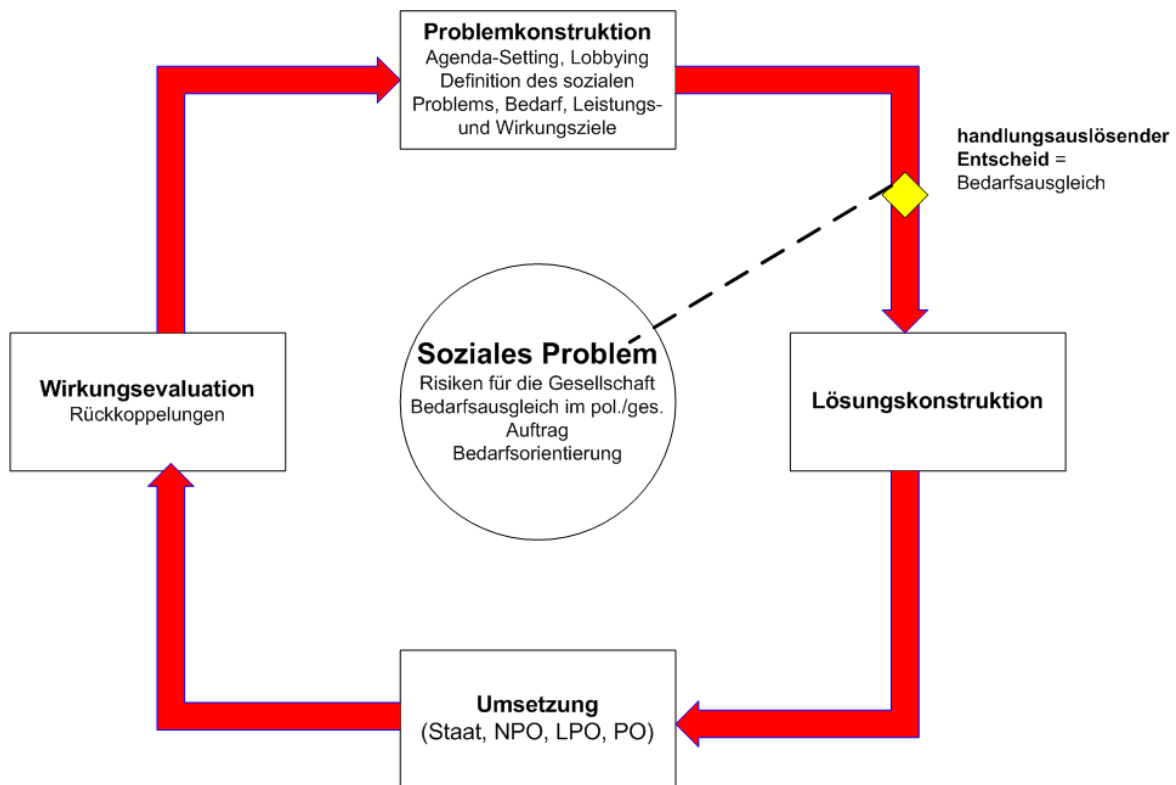 Problemkonstruktion
Agenda-Setting, Lobbying
Definition des sozialen
Problems, Bedarf, Leistungs-
und Wirkungsziele
handlungsauslösender
Entscheid =
Bedarfsausgleich
Soziales Problem
Risiken für die Gesellschaft
Bedarfsausgleich im pol./ges.
Auftrag
Bedarfsorientierung
Wirkungsevaluation
Rückkoppelungen
Lösungskonstruktion
Umsetzung
(Staat, NPO, LPO, PO)